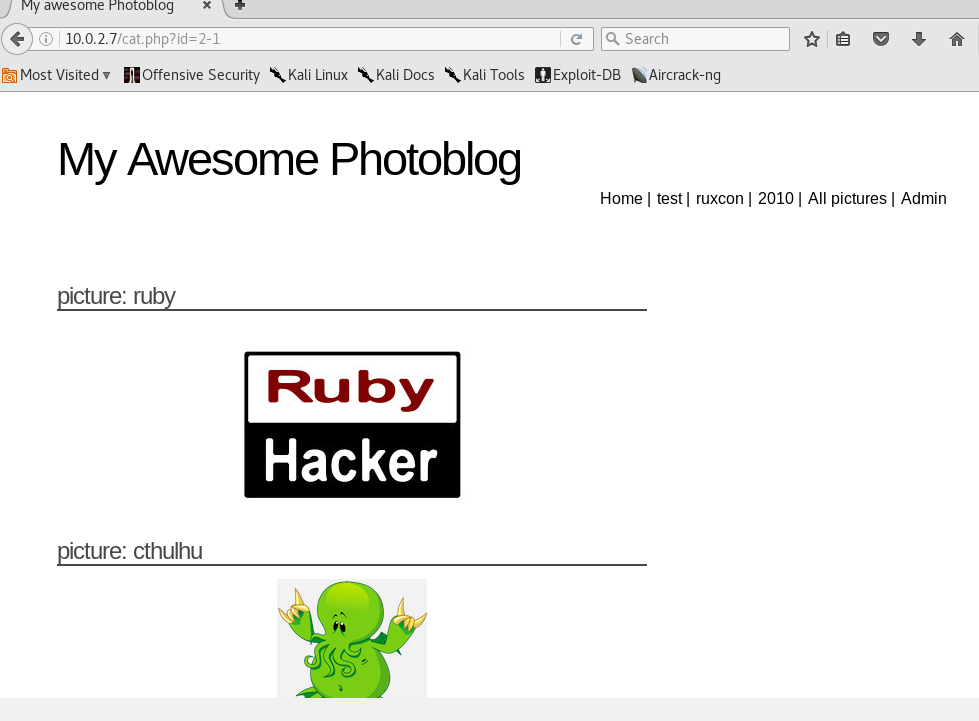 My awesome Photoblog
10.0.2.7/cat.php?id=2-1
Search
Most Visited Offensive Security Kali Linux Kali Docs Kali Tools Exploit-DB Aircrack-ng
My Awesome Photoblog
Home | test | ruxcon | 2010 | All pictures | Admin
picture: ruby
Ruby
Hacker
picture: cthulhu